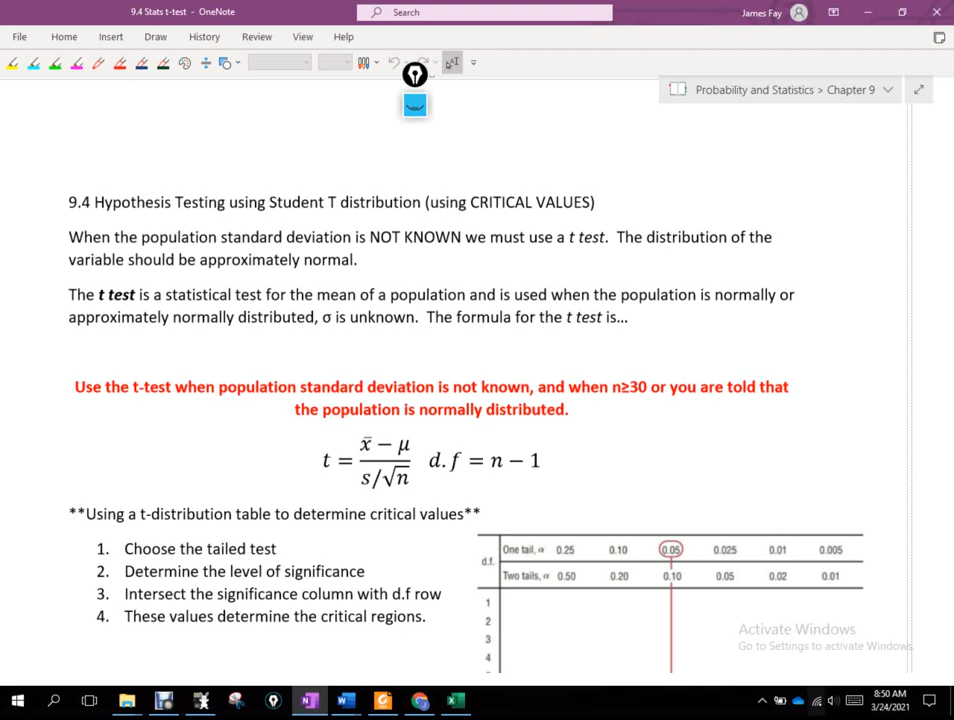 9.4 Stats t-test - OneNote
Search
James Fay
File Home Insert Draw History Review View Help
Probability and Statistics > Chapter 9
9.4 Hypothesis Testing using Student T distribution (using CRITICAL VALUES)
When the population standard deviation is NOT KNOWN we must use a t test. The distribution of the
variable should be approximately normal.
The t test is a statistical test for the mean of a population and is used when the population is normally or
approximately normally distributed, σ is unknown. The formula for the t test is…
Use the t-test when population standard deviation is not known, and when n≥30 or you are told that
the population is normally distributed.
t = (x̄ − μ) / (s/√n) d.f = n − 1
**Using a t-distribution table to determine critical values**
1. Choose the tailed test
2. Determine the level of significance
3. Intersect the significance column with d.f row
4. These values determine the critical regions.
d.f.
One tail, α 0.25 0.10 0.05 0.025 0.01 0.005
Two tails, α 0.50 0.20 0.10 0.05 0.02 0.01
1
2
3
4
Activate Windows
Go to Settings to activate Windows.
8:50 AM
3/24/2021